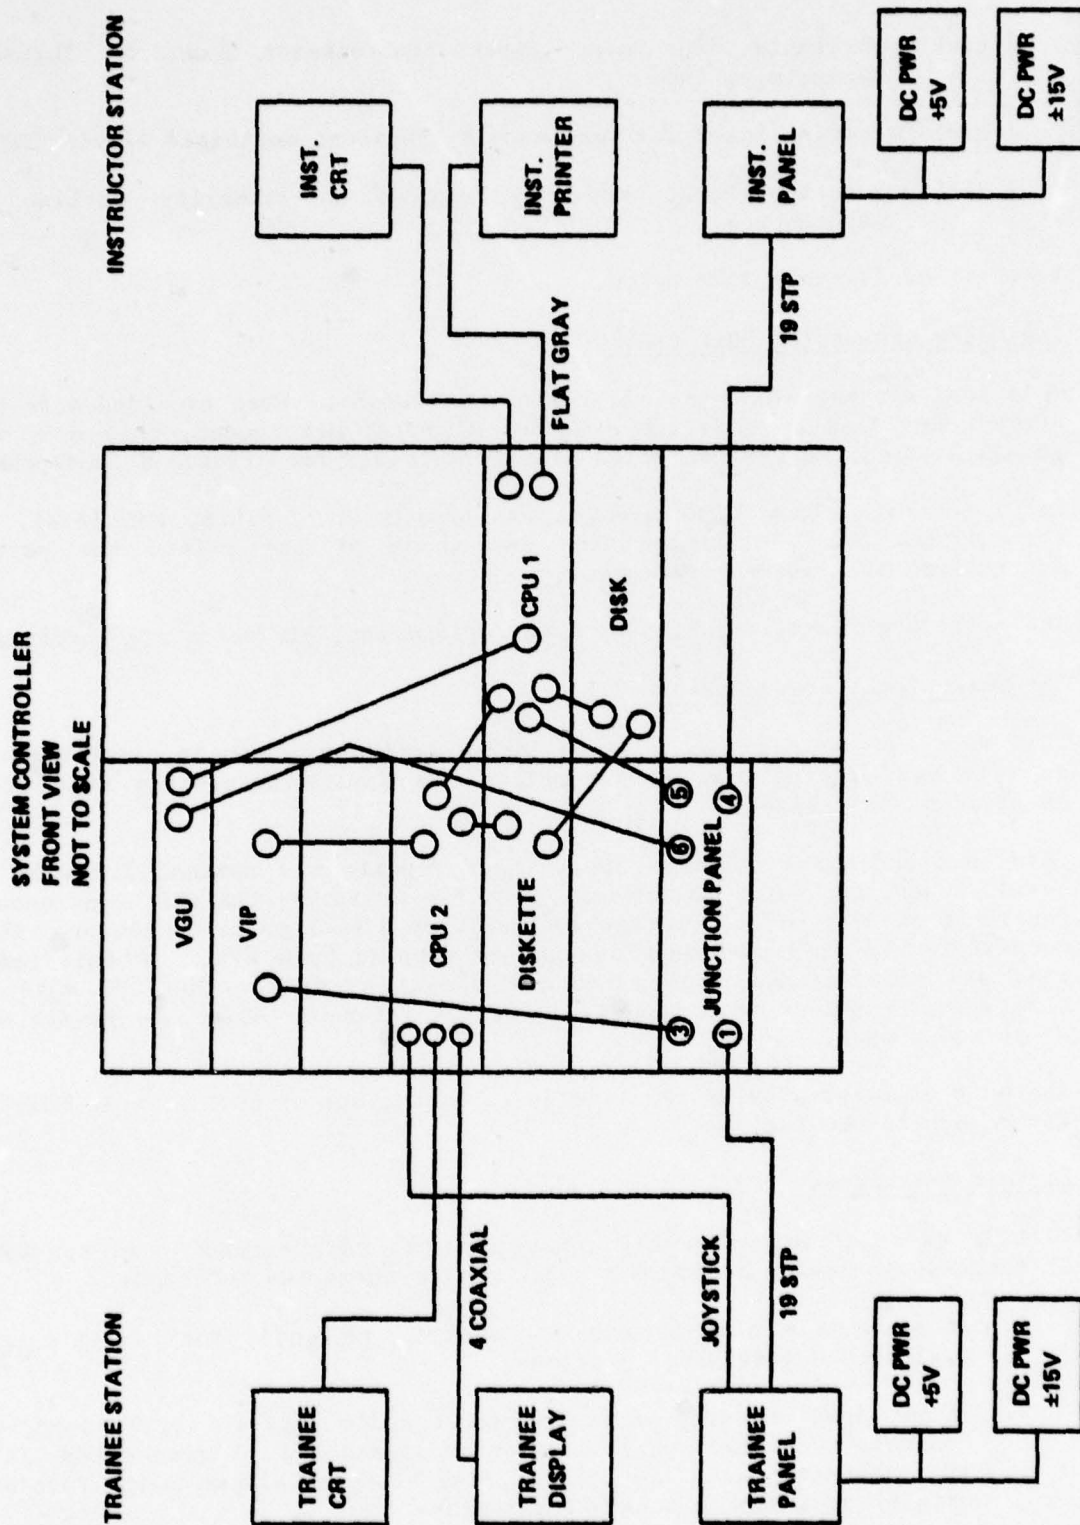 SYSTEM CONTROLLER
FRONT VIEW
NOT TO SCALE
TRAINEE STATION
INSTRUCTOR STATION
TRAINEE
CRT
TRAINEE
DISPLAY
TRAINEE
PANEL
DC PWR
+5V
DC PWR
±15V
4 COAXIAL
JOYSTICK
19 STP
VGU
VIP
CPU 2
DISKETTE
JUNCTION PANEL
3
1
6
5
4
CPU 1
DISK
FLAT GRAY
19 STP
INST.
CRT
INST.
PRINTER
INST.
PANEL
DC PWR
+5V
DC PWR
±15V